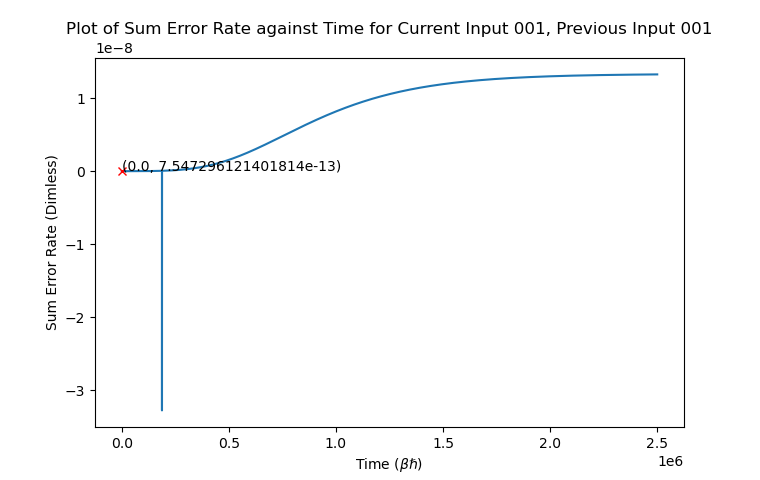 Plot of Sum Error Rate against Time for Current Input 001, Previous Input 001
1e−8
1
0
−1
−2
−3
(0.0, 7.547296121401814e-13)
Sum Error Rate (Dimless)
0.0 0.5 1.0 1.5 2.0 2.5
1e6
Time (βℏ)